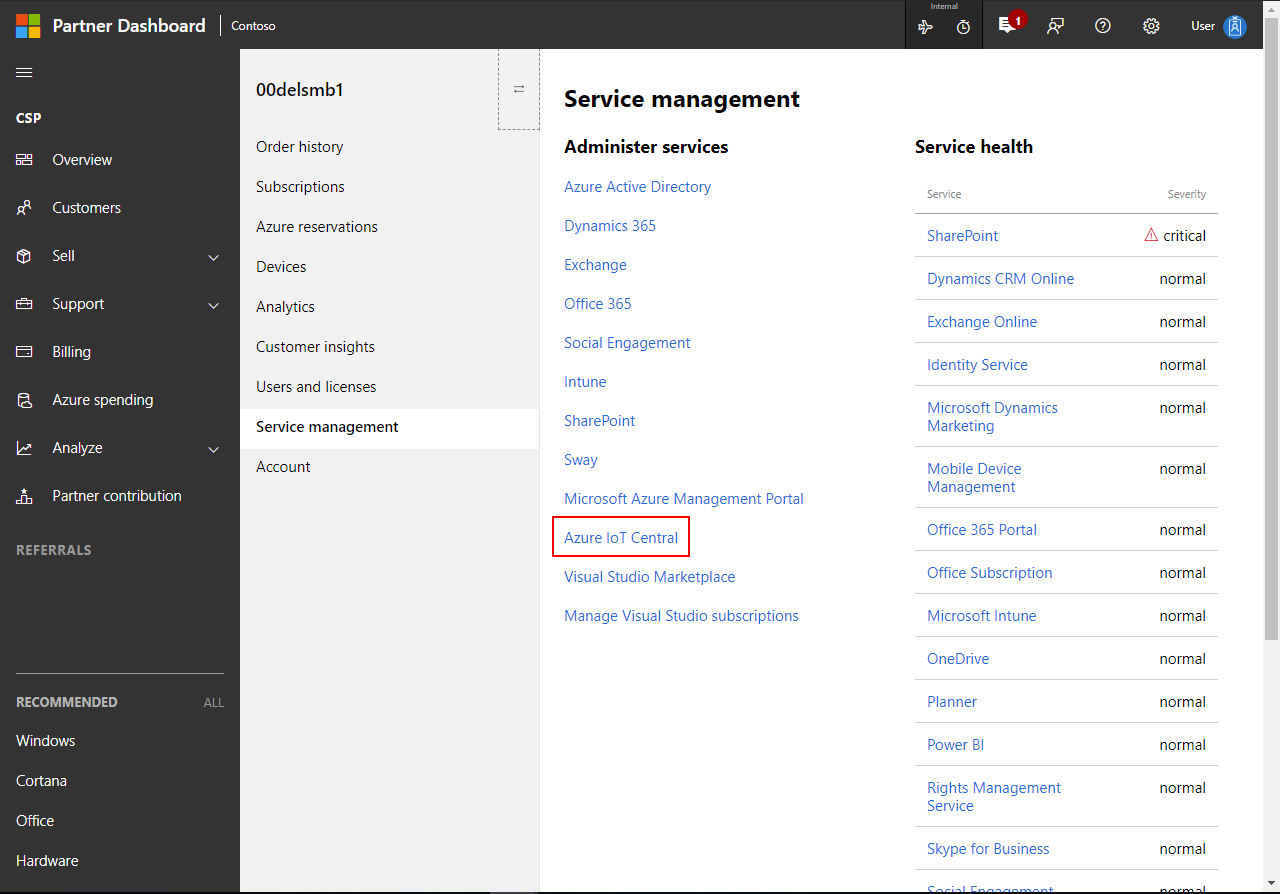 Partner Dashboard
Contoso
Internal
1
User
CSP
Overview
Customers
Sell
Support
Billing
Azure spending
Analyze
Partner contribution
REFERRALS
RECOMMENDED ALL
Windows
Cortana
Office
Hardware
00delsmb1
Order history
Subscriptions
Azure reservations
Devices
Analytics
Customer insights
Users and licenses
Service management
Account
Service management
Administer services
Azure Active Directory
Dynamics 365
Exchange
Office 365
Social Engagement
Intune
SharePoint
Sway
Microsoft Azure Management Portal
Azure IoT Central
Visual Studio Marketplace
Manage Visual Studio subscriptions
Service health
Service Severity
SharePoint critical
Dynamics CRM Online normal
Exchange Online normal
Identity Service normal
Microsoft Dynamics normal
Marketing
Mobile Device normal
Management
Office 365 Portal normal
Office Subscription normal
Microsoft Intune normal
OneDrive normal
Planner normal
Power BI normal
Rights Management normal
Service
Skype for Business normal
Social Engagement normal